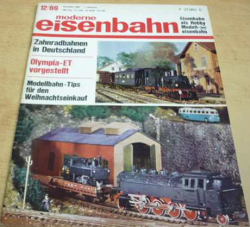 12/69
moderne
eisenbahn
Eisenbahn
als Hobby
Modell-
eisenbahn
Zahnradbahnen
in Deutschland
Olympia-ET
vorgestellt
Modellbahn-Tips
für den
Weihnachtseinkauf